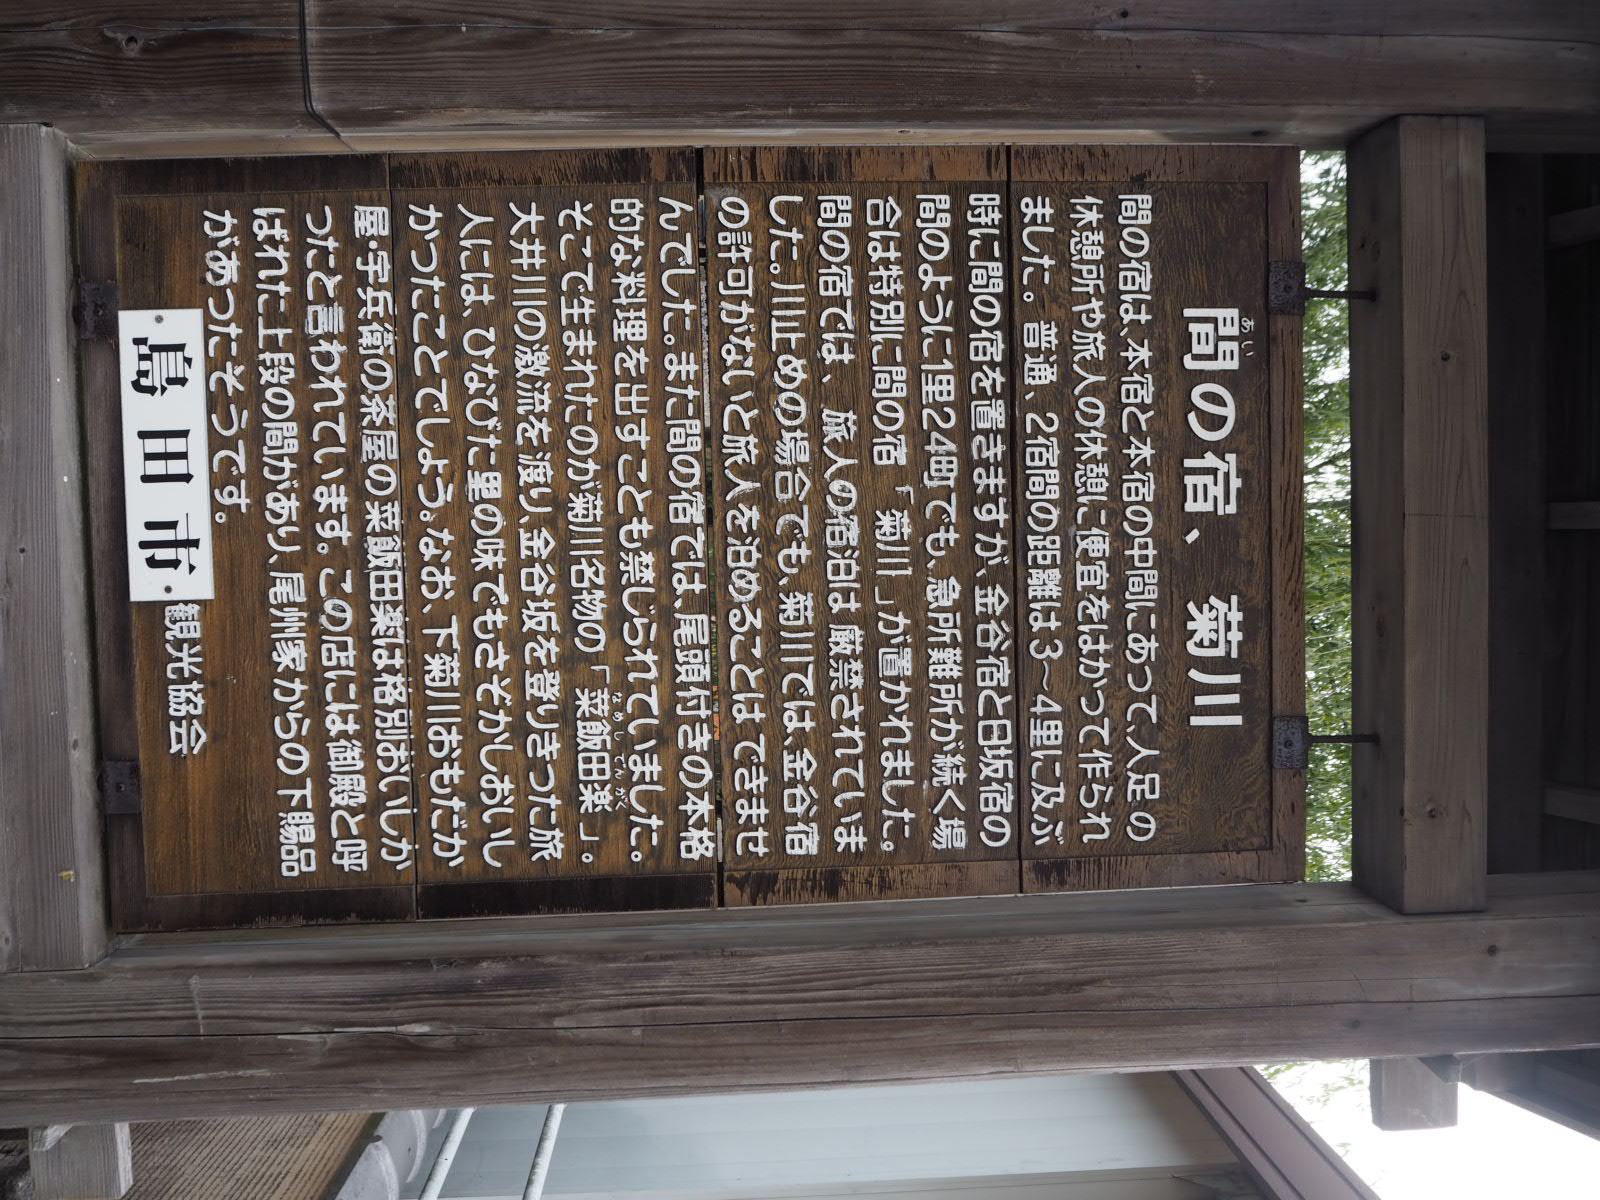 間の宿、菊川
あい
間の宿は、本宿と本宿の中間にあって、人足の
休憩所や旅人の休憩に便宜をはかって作られ
ました。普通、2宿間の距離は3〜4里に及ぶ
時に間の宿を置きますが、金谷宿と日坂宿の
間のように1里24町でも、急所難所が続く場
合は特別に間の宿「菊川」が置かれました。
間の宿では、旅人の宿泊は厳禁されていま
した。川止めの場合でも、菊川では、金谷宿
の許可がないと旅人を泊めることはできませ
んでした。また間の宿では、尾頭付きの本格
的な料理を出すことも禁じられていました。
そこで生まれたのが菊川名物の「菜飯田楽」。
なめしでんがく
大井川の激流を渡り、金谷坂を登りきった旅
人には、ひなびた里の味でもさぞかしおいし
かったことでしょう。なお、下菊川おもだか
屋・宇兵衛の茶屋の菜飯田楽は格別おいしか
ったと言われています。この店には御殿と呼
ばれた上段の間があり、尾州家からの下賜品
があったそうです。
島田市
観光協会